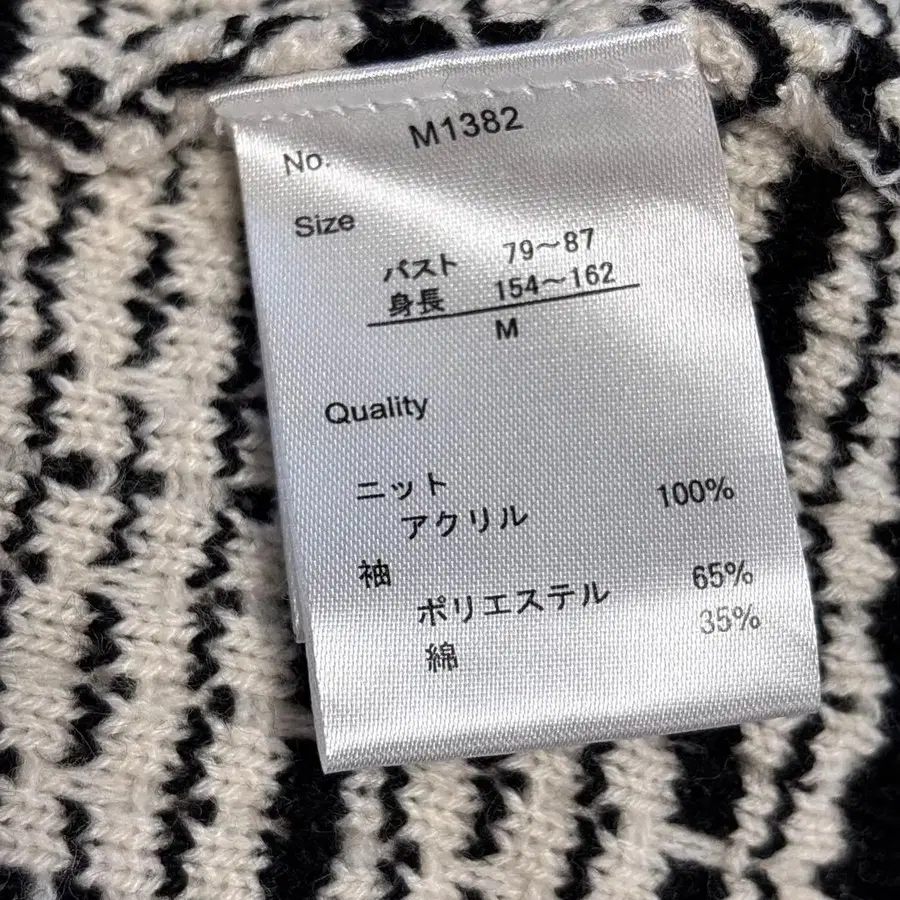 No. M1382
Size
バスト 79～87
身長 154～162
M
Quality
ニット
アクリル 100%
袖
ポリエステル 65%
綿 35%